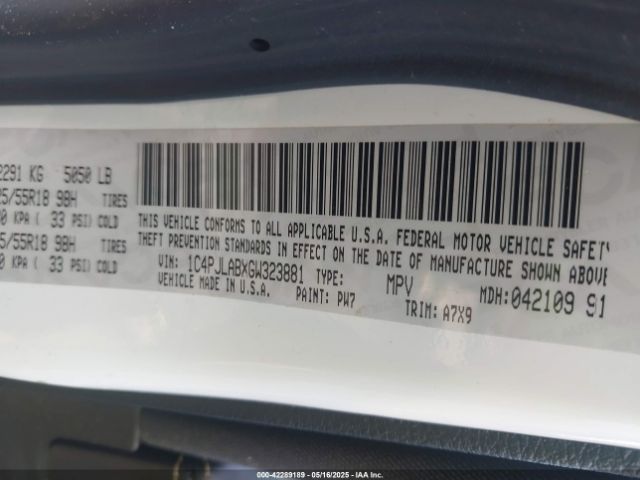 2291 KG 5050 LB
5/55R18 98H TIRES
0 KPA ( 33 PSI) COLD
5/55R18 98H TIRES
0 KPA ( 33 PSI) COLD
THIS VEHICLE CONFORMS TO ALL APPLICABLE U.S.A. FEDERAL MOTOR VEHICLE SAFETY
THEFT PREVENTION STANDARDS IN EFFECT ON THE DATE OF MANUFACTURE SHOWN ABOVE
VIN: 1C4PJLABXGW323881 TYPE: MPV MDH: 042109 91
VEHICLE MADE IN U.S.A. PAINT: PW7 TRIM: A7X9
000-42289189 - 05/16/2025 - IAA Inc.